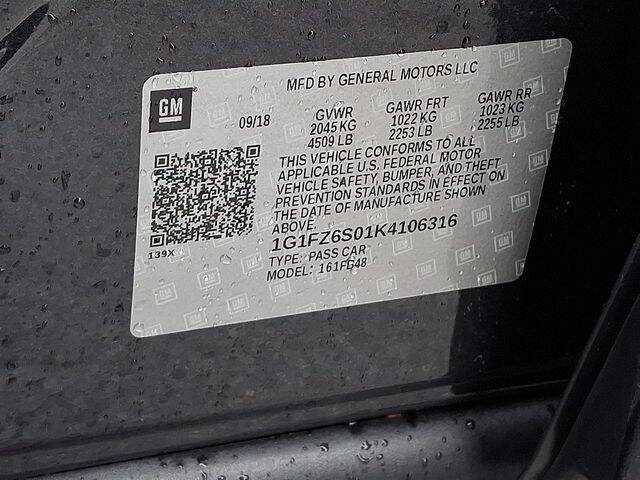 MFD BY GENERAL MOTORS LLC
GM
09/18
GVWR
2045 KG
4509 LB
GAWR FRT
1022 KG
2253 LB
GAWR RR
1023 KG
2255 LB
THIS VEHICLE CONFORMS TO ALL
APPLICABLE U.S. FEDERAL MOTOR
VEHICLE SAFETY, BUMPER, AND THEFT
PREVENTION STANDARDS IN EFFECT ON
THE DATE OF MANUFACTURE SHOWN
ABOVE.
139X
1G1FZ6S01K4106316
TYPE: PASS CAR
MODEL: 161FG48